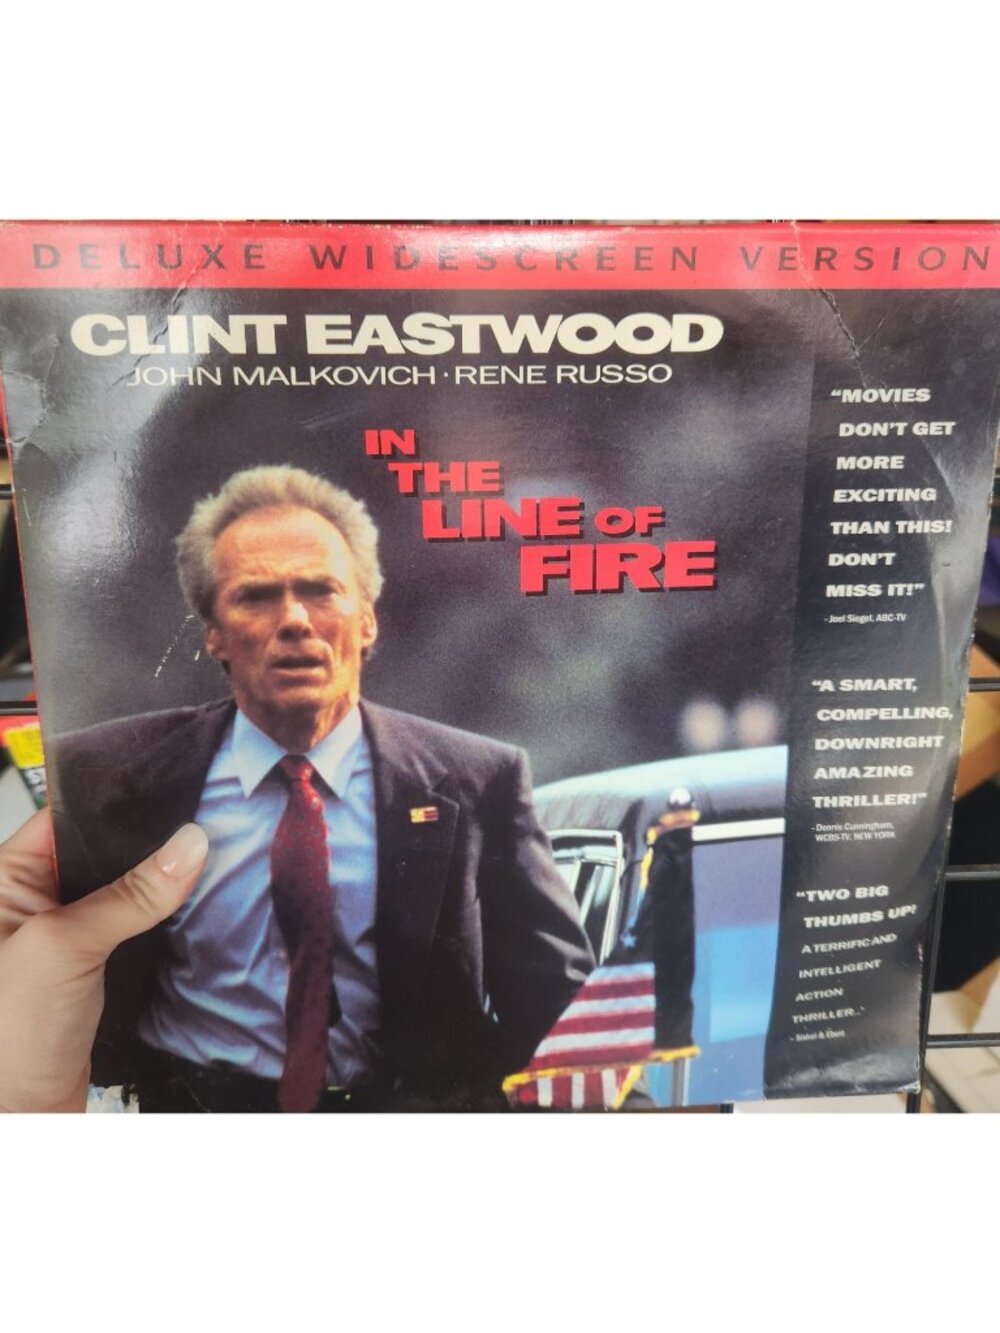 DELUXE WIDESCREEN VERSION
CLINT EASTWOOD
JOHN MALKOVICH · RENE RUSSO
IN
THE
LINE OF
FIRE
"MOVIES
DON'T GET
MORE
EXCITING
THAN THIS!
DON'T
MISS IT!"
- Joel Siegel, ABC-TV
"A SMART,
COMPELLING,
DOWNRIGHT
AMAZING
THRILLER!"
- Dennis Cunningham,
WCBS-TV, NEW YORK
"TWO BIG
THUMBS UP!
A TERRIFIC AND
INTELLIGENT
ACTION
THRILLER.."
- Siskel & Ebert